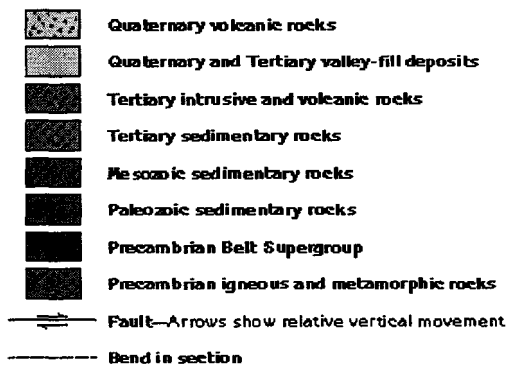 Quaternary volcanic rocks
Quaternary and Tertiary valley-fill deposits
Tertiary intrusive and volcanic rocks
Tertiary sedimentary rocks
Mesozoic sedimentary rocks
Paleozoic sedimentary rocks
Precambrian Belt Supergroup
Precambrian igneous and metamorphic rocks
Fault—Arrows show relative vertical movement
Bend in section